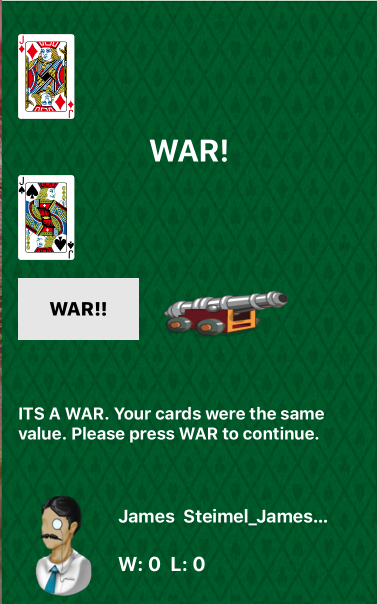 J
J
WAR!
J
J
WAR!!
ITS A WAR. Your cards were the same
value. Please press WAR to continue.
James Steimel_James...
W: 0 L: 0